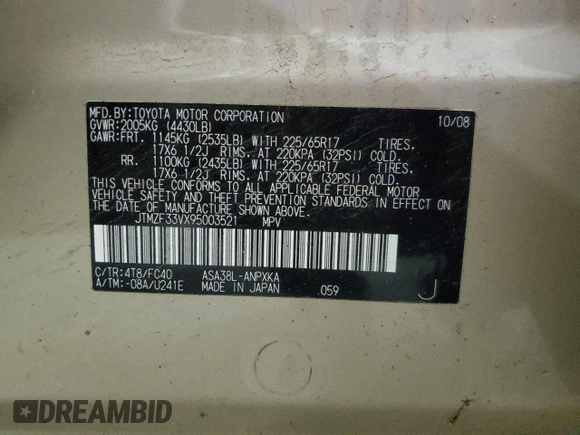 MFD. BY:TOYOTA MOTOR CORPORATION 10/08
GVWR:2005KG (4430LB)
GAWR:FRT. 1145KG (2535LB) WITH 225/65R17 TIRES.
17X6 1/2J RIMS. AT 220KPA (32PSI) COLD.
RR. 1100KG (2435LB) WITH 225/65R17 TIRES.
17X6 1/2J RIMS. AT 220KPA (32PSI) COLD.
THIS VEHICLE CONFORMS TO ALL APPLICABLE FEDERAL MOTOR
VEHICLE SAFETY AND THEFT PREVENTION STANDARDS IN EFFECT ON
THE DATE OF MANUFACTURE SHOWN ABOVE.
JTMZF33VX95003521 MPV
C/TR:4T8/FC40 ASA38L-ANPXKA
A/TM:-08A/U241E MADE IN JAPAN .059 J
DREAMBID